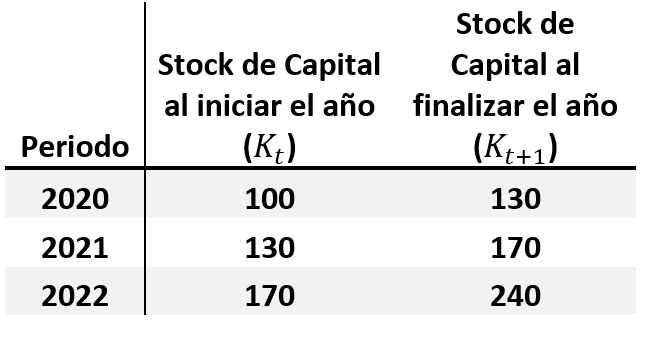 Periodo Stock de Capital al iniciar el año (K_t) Stock de Capital al finalizar el año (K_{t+1})
2020 100 130
2021 130 170
2022 170 240